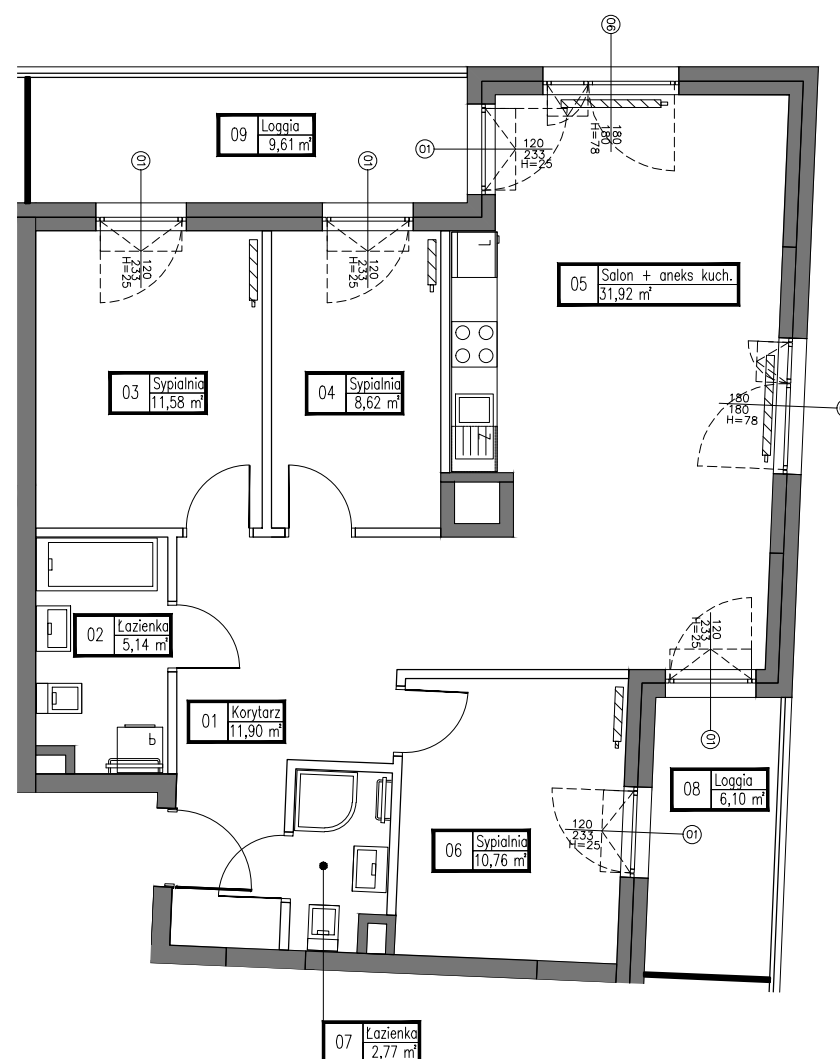 06
09 Loggia
9,61 m²
01
01
01
120
233
H=25
180
180
H=78
120
233
H=25
120
233
H=25
L
05 Salon + aneks kuch.
31,92 m²
03 Sypialnia
11,58 m²
04 Sypialnia
8,62 m²
180
180
H=78
Z
02 Łazienka
5,14 m²
120
233
H=25
01 Korytarz
11,90 m²
b
01
08 Loggia
6,10 m²
06 Sypialnia
10,76 m²
120
233
H=25
01
07 Łazienka
2,77 m²